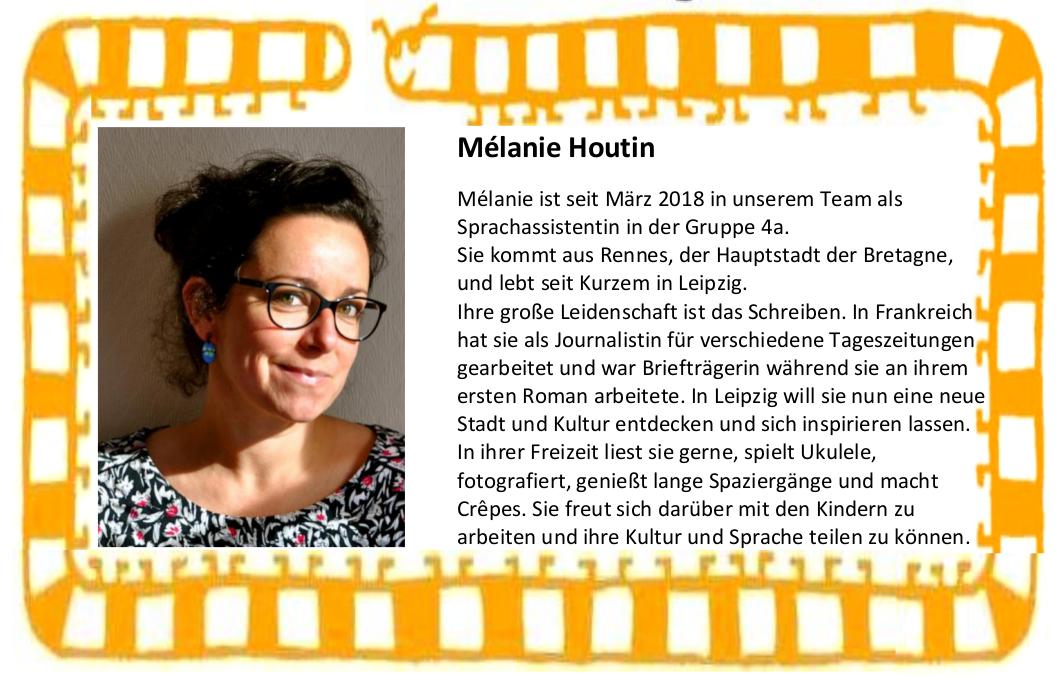 Mélanie Houtin
Mélanie ist seit März 2018 in unserem Team als
Sprachassistentin in der Gruppe 4a.
Sie kommt aus Rennes, der Hauptstadt der Bretagne,
und lebt seit Kurzem in Leipzig.
Ihre große Leidenschaft ist das Schreiben. In Frankreich
hat sie als Journalistin für verschiedene Tageszeitungen
gearbeitet und war Briefträgerin während sie an ihrem
ersten Roman arbeitete. In Leipzig will sie nun eine neue
Stadt und Kultur entdecken und sich inspirieren lassen.
In ihrer Freizeit liest sie gerne, spielt Ukulele,
fotografiert, genießt lange Spaziergänge und macht
Crêpes. Sie freut sich darüber mit den Kindern zu
arbeiten und ihre Kultur und Sprache teilen zu können.